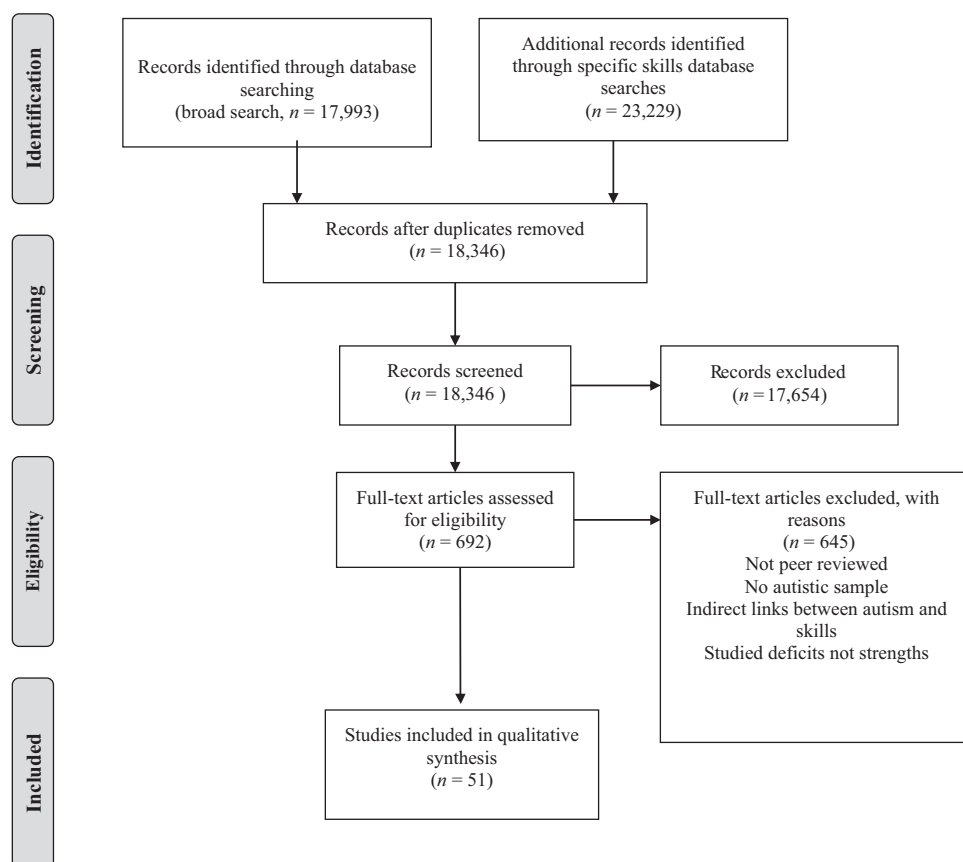 Identification
Records identified through database
searching
(broad search, n = 17,993)
Additional records identified
through specific skills database
searches
(n = 23,229)
Records after duplicates removed
(n = 18,346)
Screening
Records screened
(n = 18,346 )
Records excluded
(n = 17,654)
Eligibility
Full-text articles assessed
for eligibility
(n = 692)
Full-text articles excluded, with
reasons
(n = 645)
Not peer reviewed
No autistic sample
Indirect links between autism and
skills
Studied deficits not strengths
Included
Studies included in qualitative
synthesis
(n = 51)